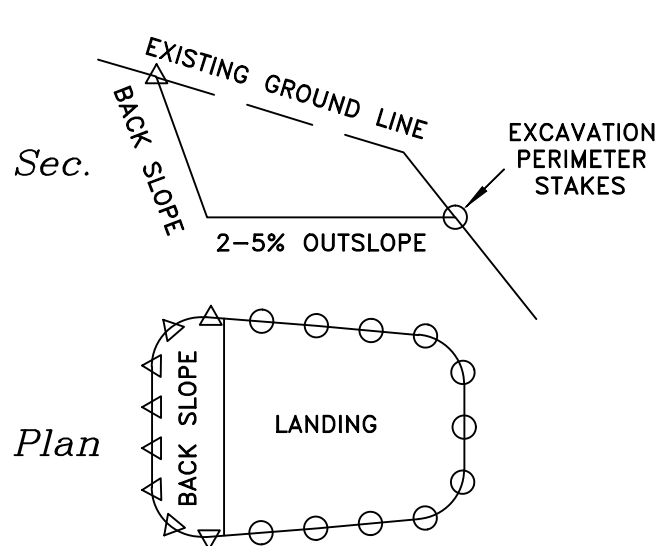 EXISTING GROUND LINE
BACK SLOPE
EXCAVATION
PERIMETER
STAKES
Sec.
2-5% OUTSLOPE
BACK SLOPE
LANDING
Plan